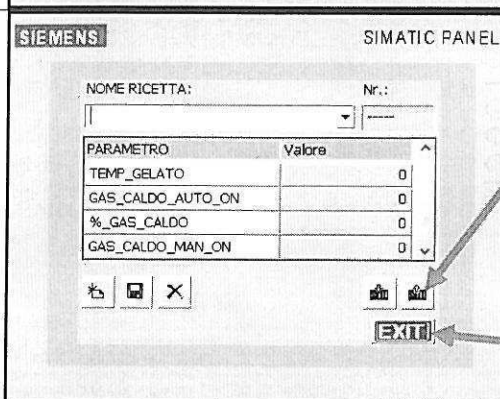 SIEMENS
SIMATIC PANEL
NOME RICETTA:
Nr.:
----
PARAMETRO Valore
TEMP_GELATO 0
GAS_CALDO_AUTO_ON 0
%_GAS_CALDO 0
GAS_CALDO_MAN_ON 0
EXIT